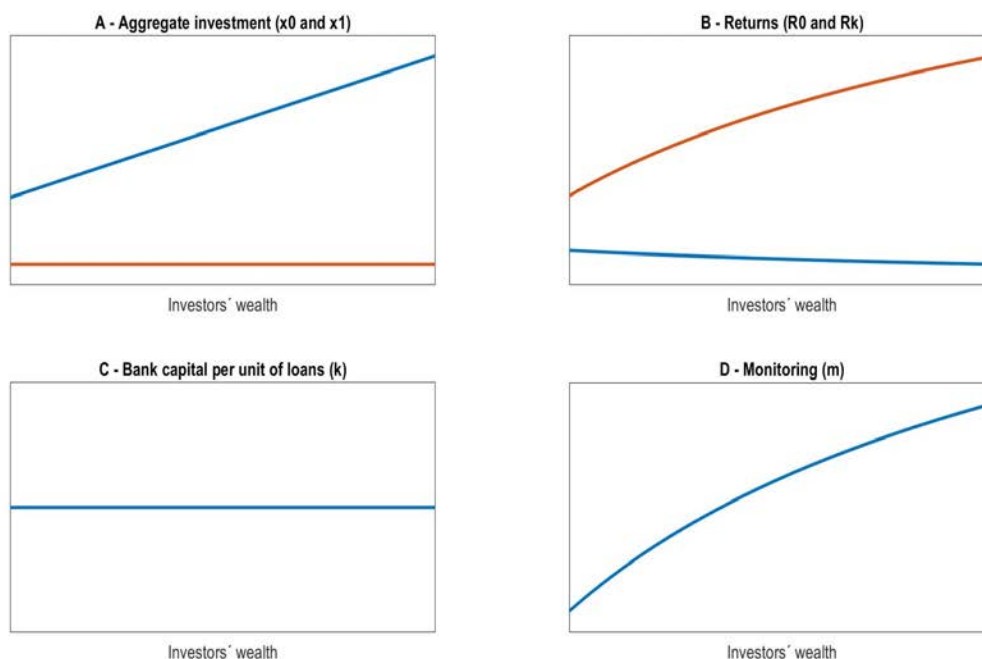 A - Aggregate investment (x0 and x1)
Investors´ wealth
B - Returns (R0 and Rk)
Investors´ wealth
C - Bank capital per unit of loans (k)
Investors´ wealth
D - Monitoring (m)
Investors´ wealth